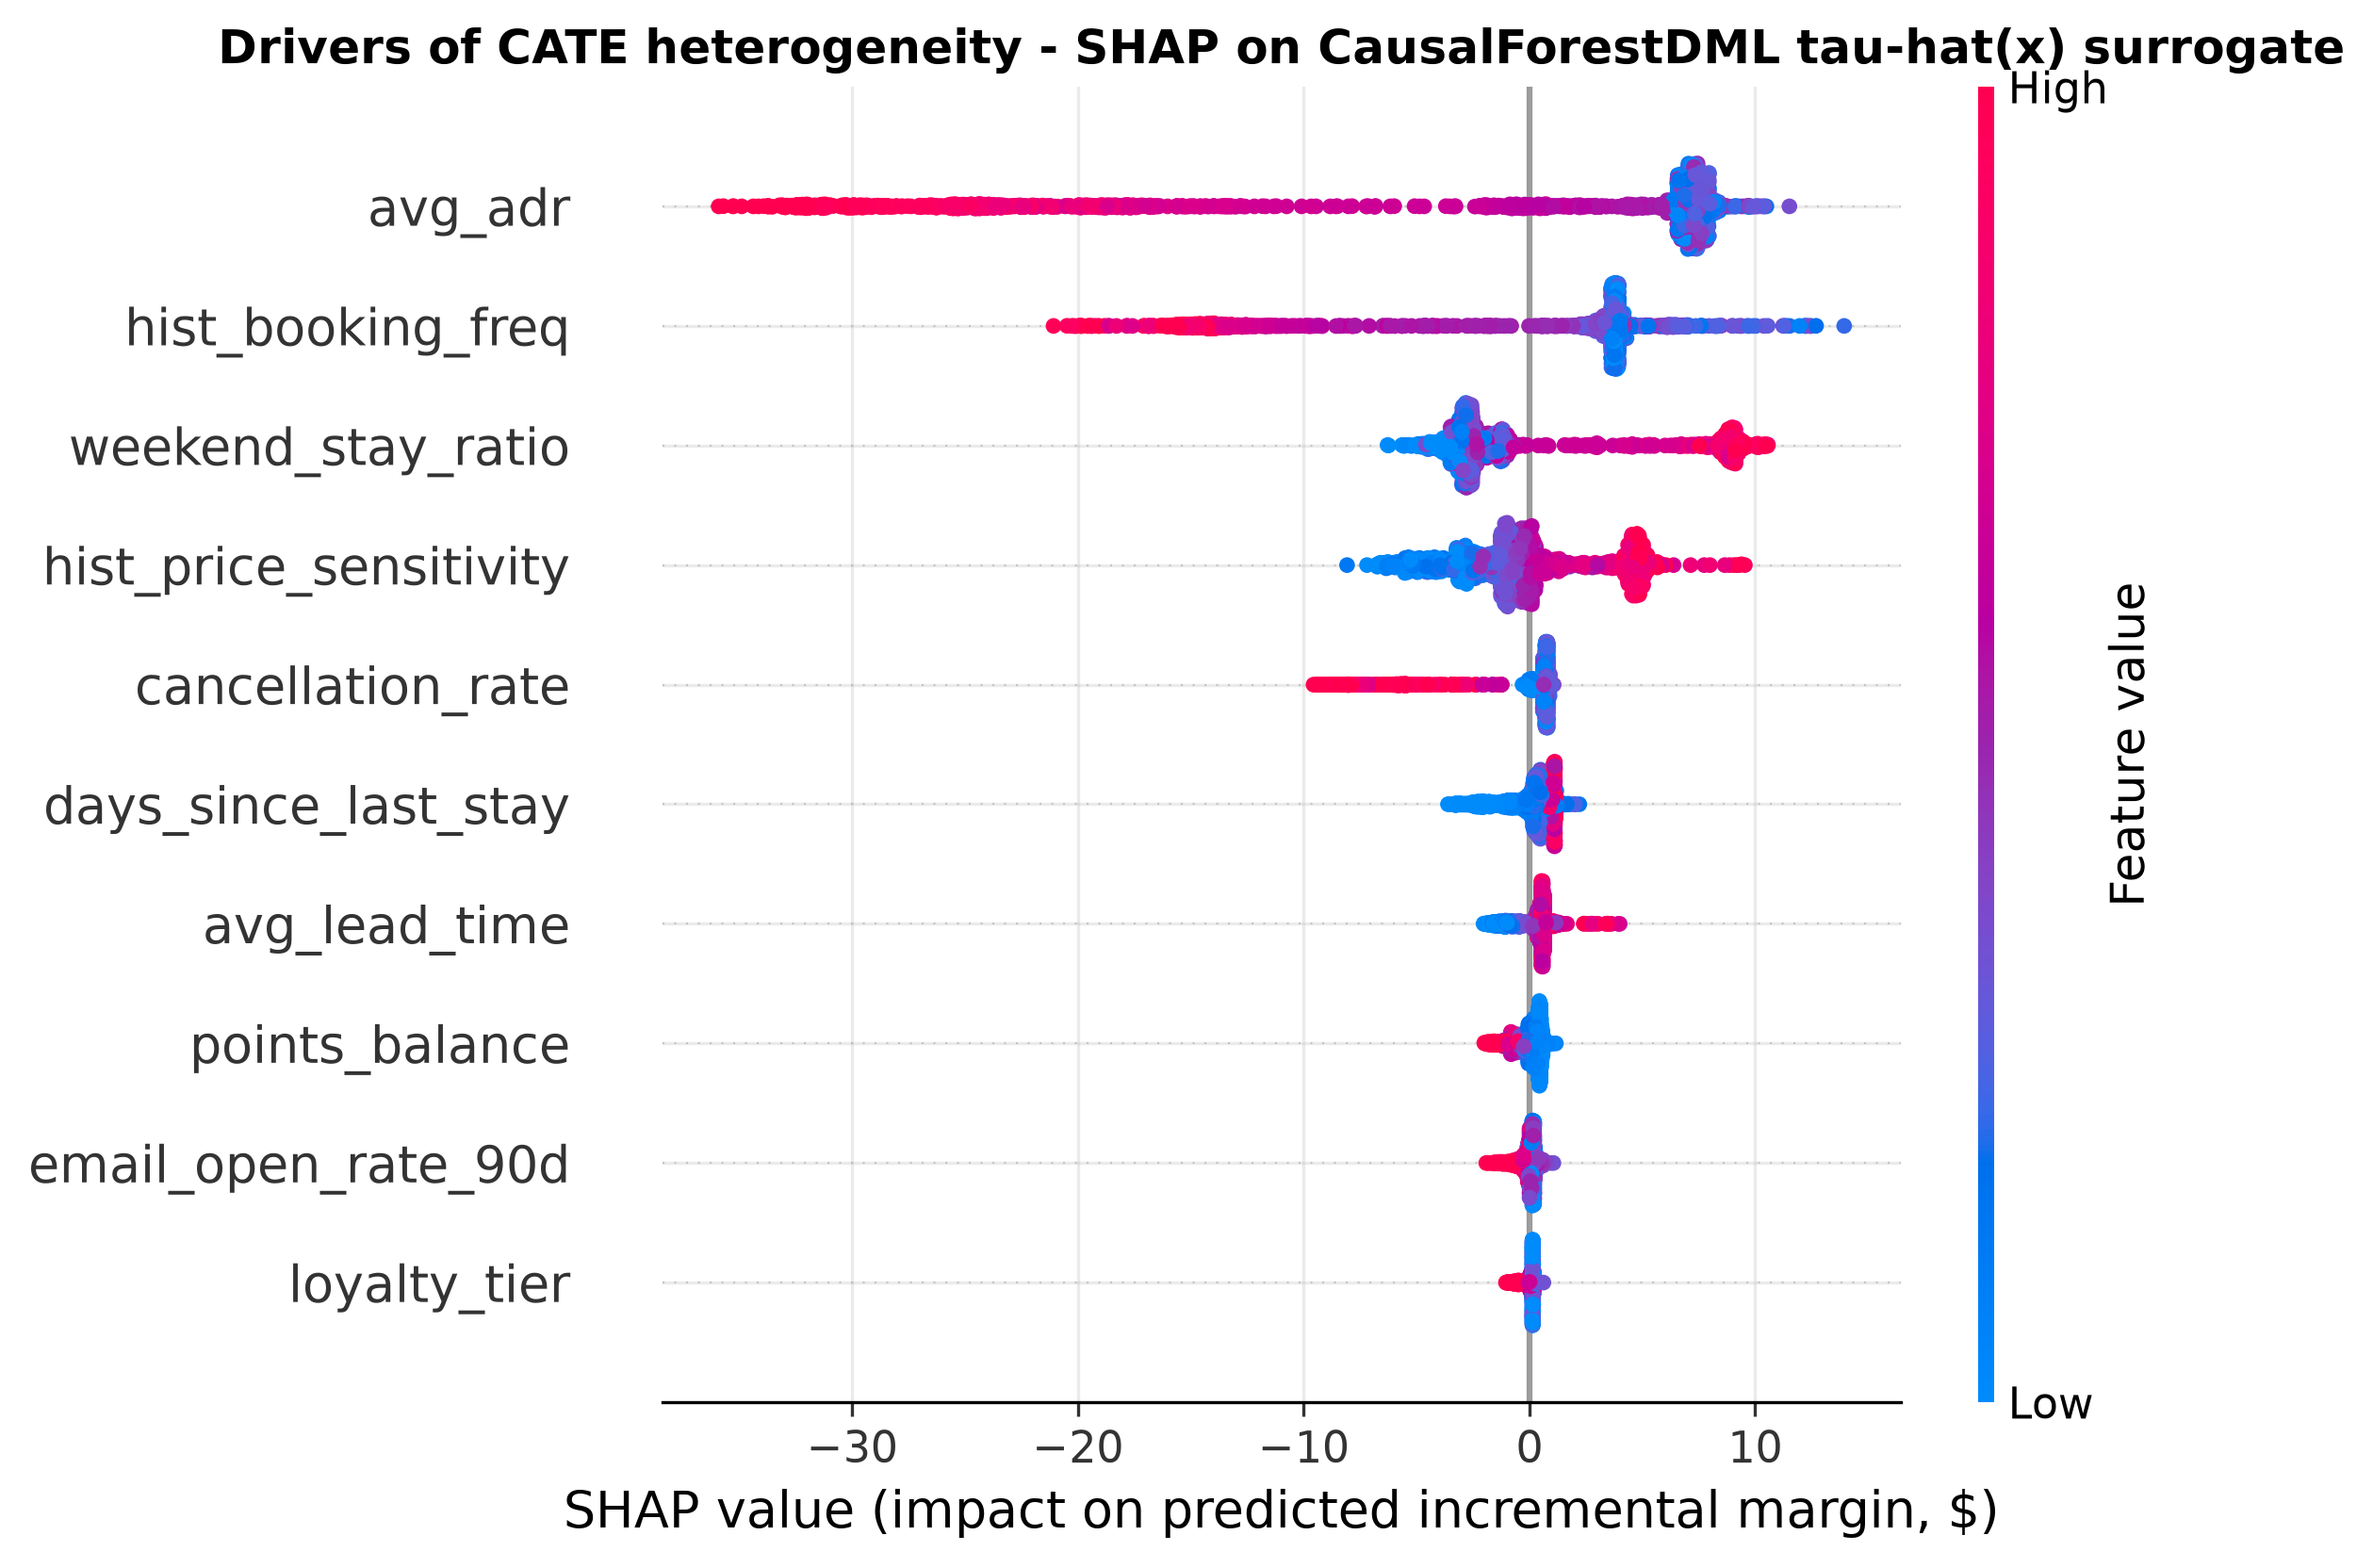 Drivers of CATE heterogeneity - SHAP on CausalForestDML tau-hat(x) surrogate
High
avg_adr
hist_booking_freq
weekend_stay_ratio
hist_price_sensitivity
cancellation_rate
days_since_last_stay
avg_lead_time
points_balance
email_open_rate_90d
loyalty_tier
Feature value
Low
−30 −20 −10 0 10
SHAP value (impact on predicted incremental margin, $)